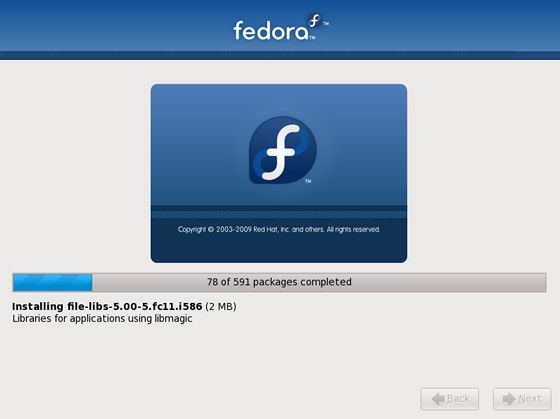 fedora™
Copyright © 2003-2009 Red Hat, Inc. and others. All rights reserved.
78 of 591 packages completed
Installing file-libs-5.00-5.fc11.i586 (2 MB)
Libraries for applications using libmagic
Back Next